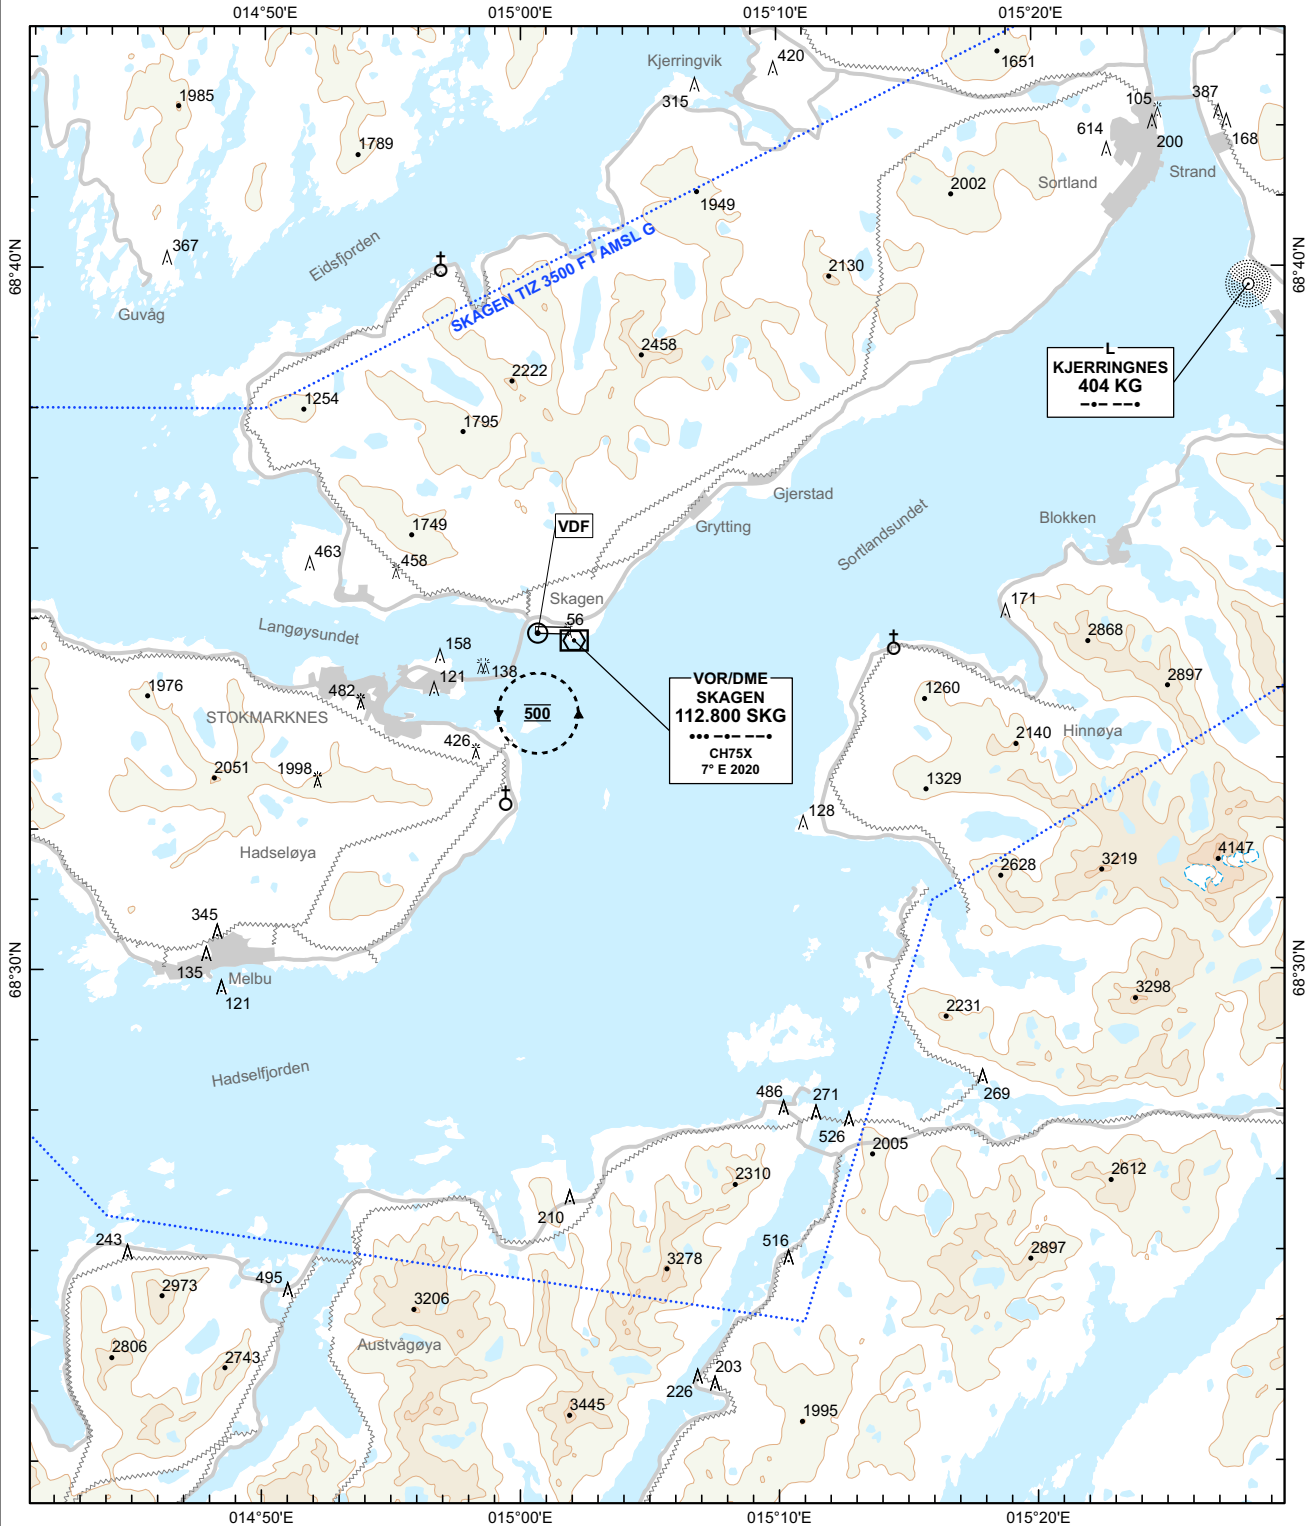 014°50'E
015°00'E
015°10'E
015°20'E
Kjerringvik
420
1651
315
1985
105
387
614
200
168
1789
Strand
2002
Sortland
1949
367
Eidsfjorden
68°40'N
68°40'N
SKAGEN TIZ 3500 FT AMSL G
2130
Guvåg
2458
L
KJERRINGNES
404 KG
2222
1254
1795
Gjerstad
Grytting
Blokken
1749
VDF
Sortlandsundet
463
458
Skagen
171
56
Langøysundet
2868
158
138
121
1976
482
2897
1260
VOR/DME
SKAGEN
112.800 SKG
CH75X
7° E 2020
STOKMARKNES
500
2140
Hinnøya
426
2051
1998
1329
128
Hadseløya
4147
3219
2628
345
135
Melbu
68°30'N
68°30'N
121
3298
2231
Hadselfjorden
486
271
269
526
2005
2310
2612
210
243
516
2897
3278
495
2973
3206
2806
Austvågøya
2743
203
226
3445
1995
014°50'E
015°00'E
015°10'E
015°20'E